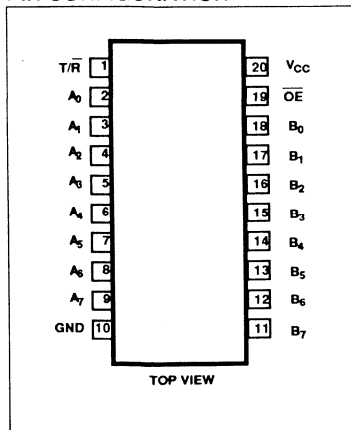 T/R̅ 1 20 VCC
A0 2 19 O̅E̅
A1 3 18 B0
A2 4 17 B1
A3 5 16 B2
A4 6 15 B3
A5 7 14 B4
A6 8 13 B5
A7 9 12 B6
GND 10 11 B7
TOP VIEW